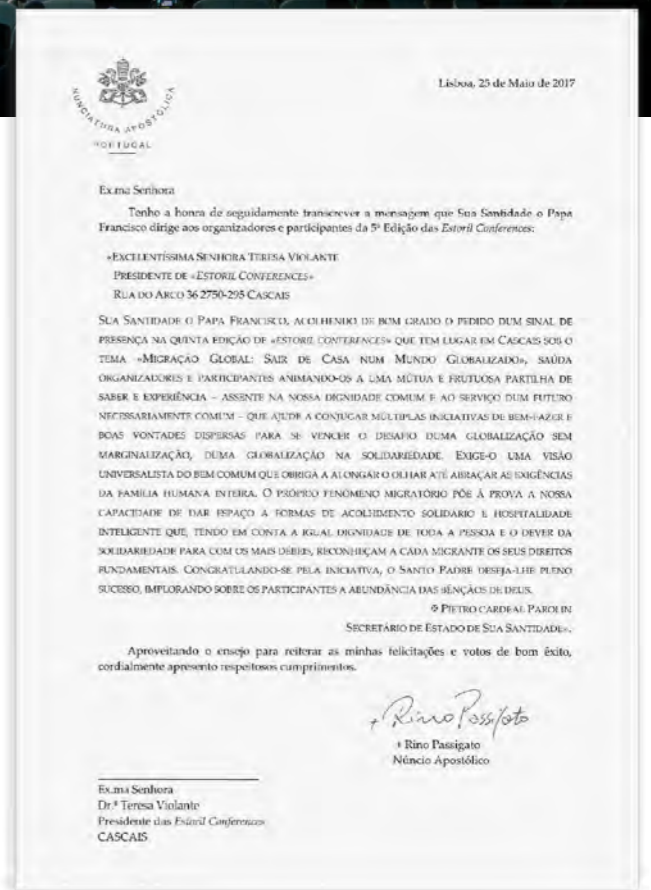 NUNCIATURA APOSTÓLICA
PORTUGAL
Lisboa, 25 de Maio de 2017
Ex.ma Senhora
Tenho a honra de seguidamente transcrever a mensagem que Sua Santidade o Papa
Francisco dirige aos organizadores e participantes da 5ª Edição das Estoril Conferences:
«EXCELENTÍSSIMA SENHORA TERESA VIOLANTE
PRESIDENTE DE «ESTORIL CONFERENCES»
RUA DO ARCO 36 2750-295 CASCAIS
SUA SANTIDADE O PAPA FRANCISCO, ACOLHENDO DE BOM GRADO O PEDIDO DUM SINAL DE
PRESENÇA NA QUINTA EDIÇÃO DE «ESTORIL CONFERENCES» QUE TEM LUGAR EM CASCAIS SOB O
TEMA «MIGRAÇÃO GLOBAL: SAIR DE CASA NUM MUNDO GLOBALIZADO», SAÚDA
ORGANIZADORES E PARTICIPANTES ANIMANDO-OS A UMA MÚTUA E FRUTUOSA PARTILHA DE
SABER E EXPERIÊNCIA – ASSENTE NA NOSSA DIGNIDADE COMUM E AO SERVIÇO DUM FUTURO
NECESSARIAMENTE COMUM – QUE AJUDE A CONJUGAR MÚLTIPLAS INICIATIVAS DE BEM-FAZER E
BOAS VONTADES DISPERSAS PARA SE VENCER O DESAFIO DUMA GLOBALIZAÇÃO SEM
MARGINALIZAÇÃO, DUMA GLOBALIZAÇÃO NA SOLIDARIEDADE. EXIGE-O UMA VISÃO
UNIVERSALISTA DO BEM COMUM QUE OBRIGA A ALONGAR O OLHAR ATÉ ABRAÇAR AS EXIGÊNCIAS
DA FAMÍLIA HUMANA INTEIRA. O PRÓPRIO FENÓMENO MIGRATÓRIO PÕE À PROVA A NOSSA
CAPACIDADE DE DAR ESPAÇO A FORMAS DE ACOLHIMENTO SOLIDÁRIO E HOSPITALIDADE
INTELIGENTE QUE, TENDO EM CONTA A IGUAL DIGNIDADE DE TODA A PESSOA E O DEVER DA
SOLIDARIEDADE PARA COM OS MAIS DÉBEIS, RECONHEÇAM A CADA MIGRANTE OS SEUS DIREITOS
FUNDAMENTAIS. CONGRATULANDO-SE PELA INICIATIVA, O SANTO PADRE DESEJA-LHE PLENO
SUCESSO, IMPLORANDO SOBRE OS PARTICIPANTES A ABUNDÂNCIA DAS BÊNÇÃOS DE DEUS.
✠ PIETRO CARDEAL PAROLIN
SECRETÁRIO DE ESTADO DE SUA SANTIDADE».
Aproveitando o ensejo para reiterar as minhas felicitações e votos de bom êxito,
cordialmente apresento respeitosos cumprimentos.
+ Rino Passigato
+ Rino Passigato
Núncio Apostólico
Ex.ma Senhora
Dr.ª Teresa Violante
Presidente das Estoril Conferences
CASCAIS